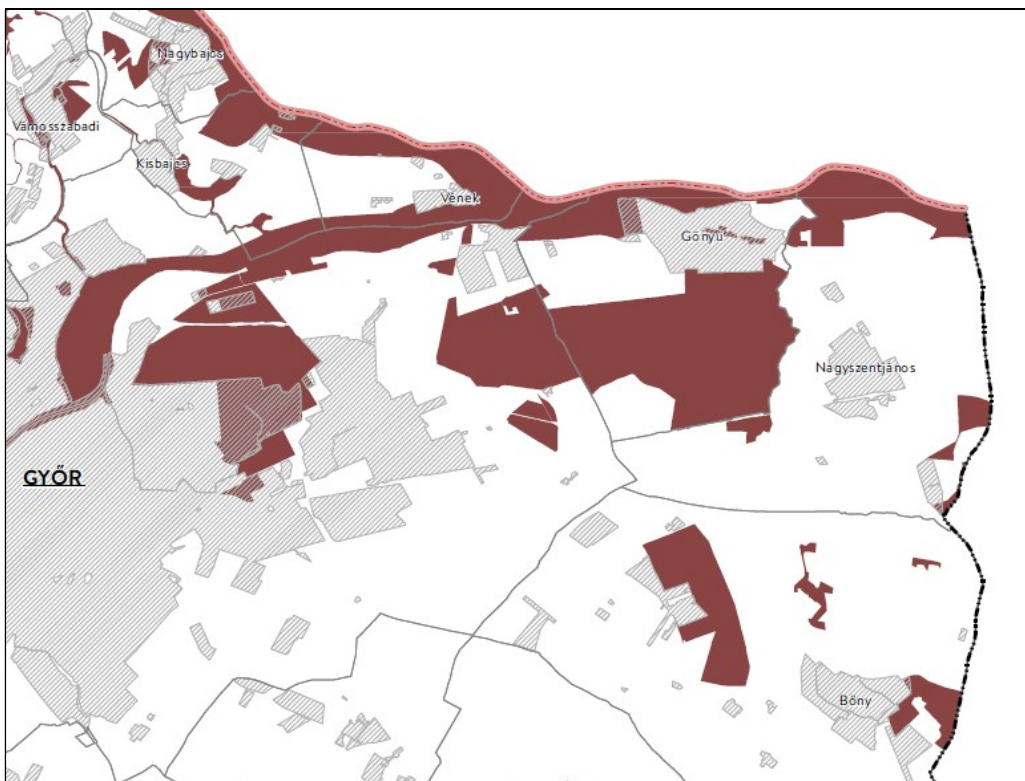 Nagybajcs
Vámosszabadi
Kisbajcs
Vének
Gönyű
Nagyszentjános
GYŐR
Bőny